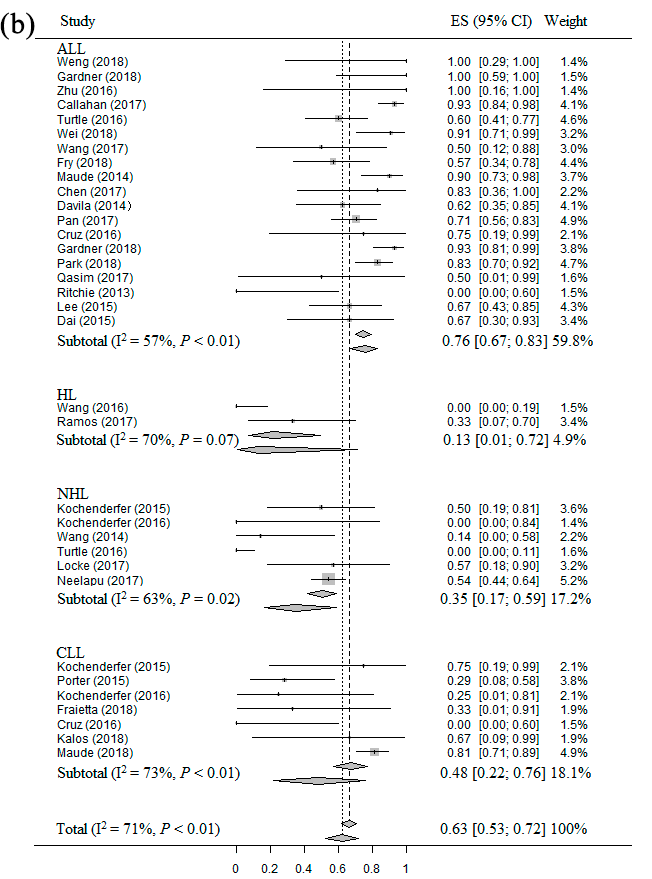 (b) Study ES (95% CI) Weight
ALL
Weng (2018) 1.00 [0.29; 1.00] 1.4%
Gardner (2018) 1.00 [0.59; 1.00] 1.5%
Zhu (2016) 1.00 [0.16; 1.00] 1.4%
Callahan (2017) 0.93 [0.84; 0.98] 4.1%
Turtle (2016) 0.60 [0.41; 0.77] 4.6%
Wei (2018) 0.91 [0.71; 0.99] 3.2%
Wang (2017) 0.50 [0.12; 0.88] 2.8%
Fry (2018) 0.57 [0.34; 0.78] 4.4%
Maude (2014) 0.90 [0.73; 0.98] 4.1%
Chen (2017) 0.83 [0.36; 1.00] 2.2%
Davila (2014) 0.62 [0.35; 0.85] 4.1%
Pan (2017) 0.71 [0.56; 0.83] 4.9%
Cruz (2016) 0.75 [0.19; 0.99] 2.1%
Gardner (2018) 0.93 [0.81; 0.99] 3.8%
Park (2018) 0.83 [0.70; 0.92] 4.7%
Qasim (2017) 0.50 [0.01; 0.99] 1.6%
Ritchie (2013) 0.00 [0.00; 0.60] 1.5%
Lee (2015) 0.67 [0.43; 0.85] 4.3%
Dai (2015) 0.67 [0.30; 0.93] 3.4%
Subtotal (I² = 57%, P < 0.01) 0.76 [0.67; 0.83] 59.8%
HL
Wang (2016) 0.00 [0.00; 0.19] 1.5%
Ramos (2017) 0.33 [0.07; 0.70] 3.4%
Subtotal (I² = 70%, P = 0.07) 0.13 [0.01; 0.72] 4.9%
NHL
Kochenderfer (2015) 0.50 [0.19; 0.81] 3.6%
Kochenderfer (2016) 0.00 [0.00; 0.84] 1.4%
Wang (2014) 0.14 [0.00; 0.58] 2.2%
Turtle (2016) 0.00 [0.00; 0.11] 1.6%
Locke (2017) 0.57 [0.18; 0.90] 3.2%
Neelapu (2017) 0.54 [0.44; 0.64] 5.2%
Subtotal (I² = 63%, P = 0.02) 0.35 [0.17; 0.59] 17.2%
CLL
Kochenderfer (2015) 0.75 [0.19; 0.99] 2.1%
Porter (2015) 0.29 [0.08; 0.58] 3.8%
Kochenderfer (2016) 0.25 [0.01; 0.81] 2.1%
Fraietta (2018) 0.33 [0.01; 0.91] 1.9%
Cruz (2016) 0.00 [0.00; 0.60] 1.5%
Kalos (2018) 0.67 [0.09; 0.99] 1.9%
Maude (2018) 0.81 [0.71; 0.89] 4.9%
Subtotal (I² = 73%, P < 0.01) 0.48 [0.22; 0.76] 18.1%
Total (I² = 71%, P < 0.01) 0.63 [0.53; 0.72] 100%
0 0.2 0.4 0.6 0.8 1